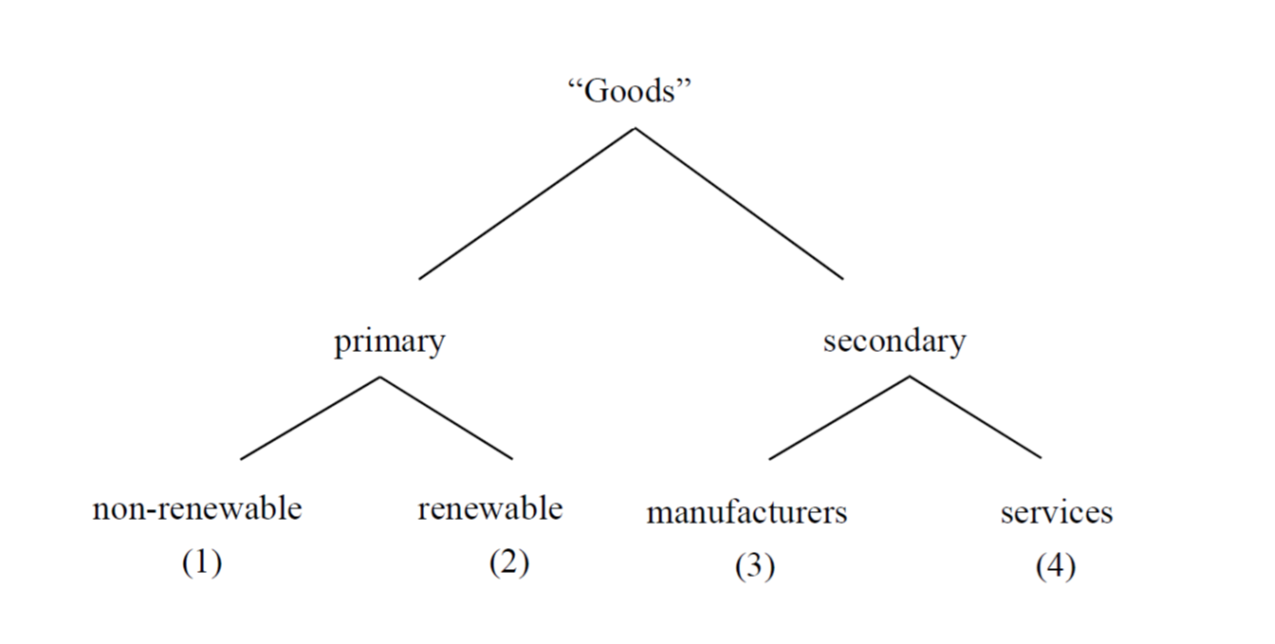 “Goods”
primary
secondary
non-renewable
renewable
manufacturers
services
(1)
(2)
(3)
(4)